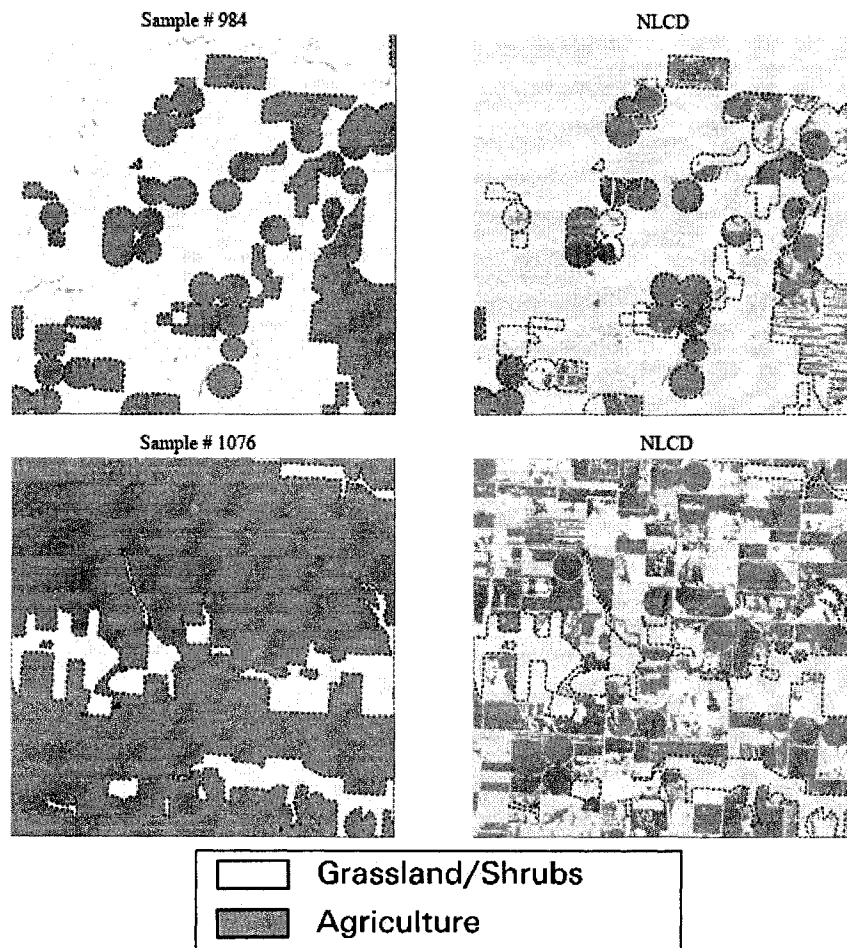 Sample # 984
NLCD
Sample # 1076
NLCD
Grassland/Shrubs
Agriculture